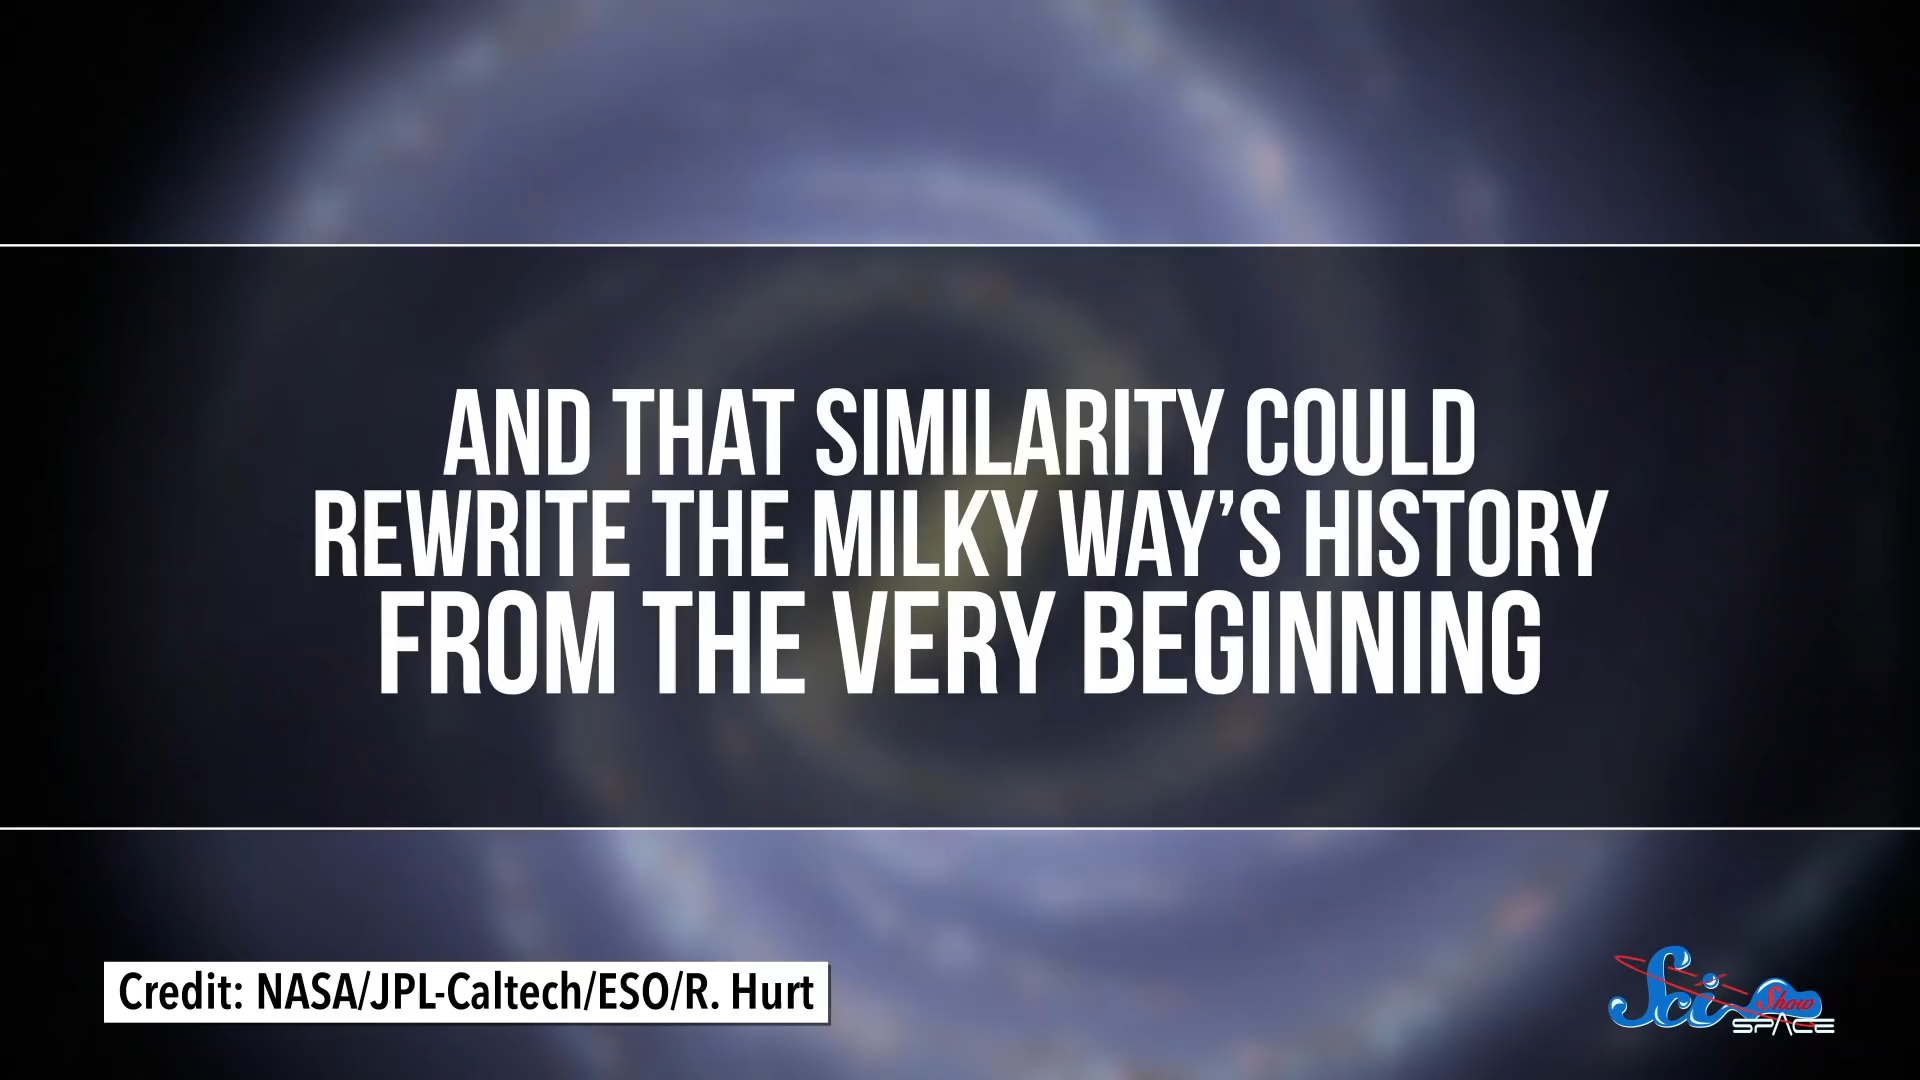 AND THAT SIMILARITY COULD
REWRITE THE MILKY WAY'S HISTORY
FROM THE VERY BEGINNING
Credit: NASA/JPL-Caltech/ESO/R. Hurt
Sci Show
SPACE